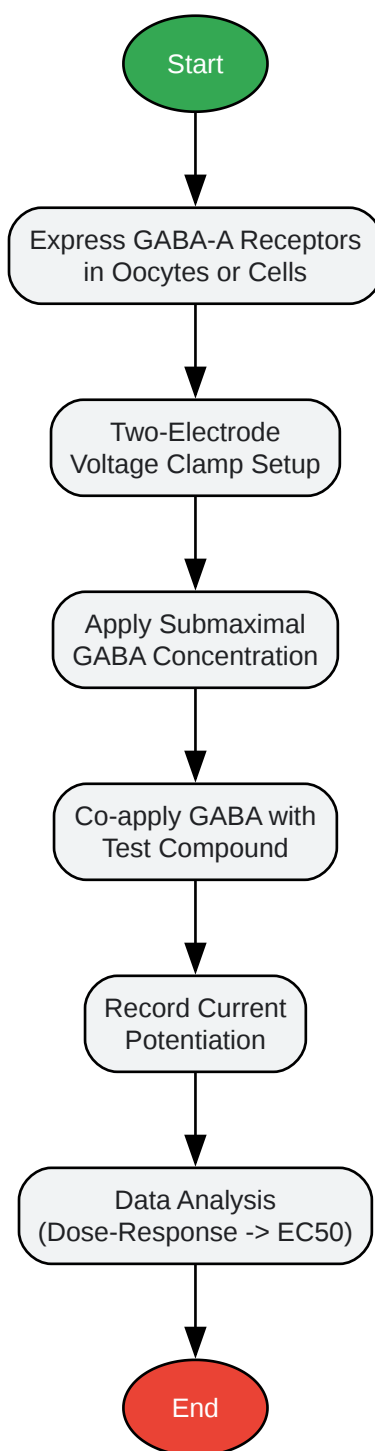 Start
Express GABA-A Receptors
in Oocytes or Cells
Two-Electrode
Voltage Clamp Setup
Apply Submaximal
GABA Concentration
Co-apply GABA with
Test Compound
Record Current
Potentiation
Data Analysis
(Dose-Response -> EC50)
End